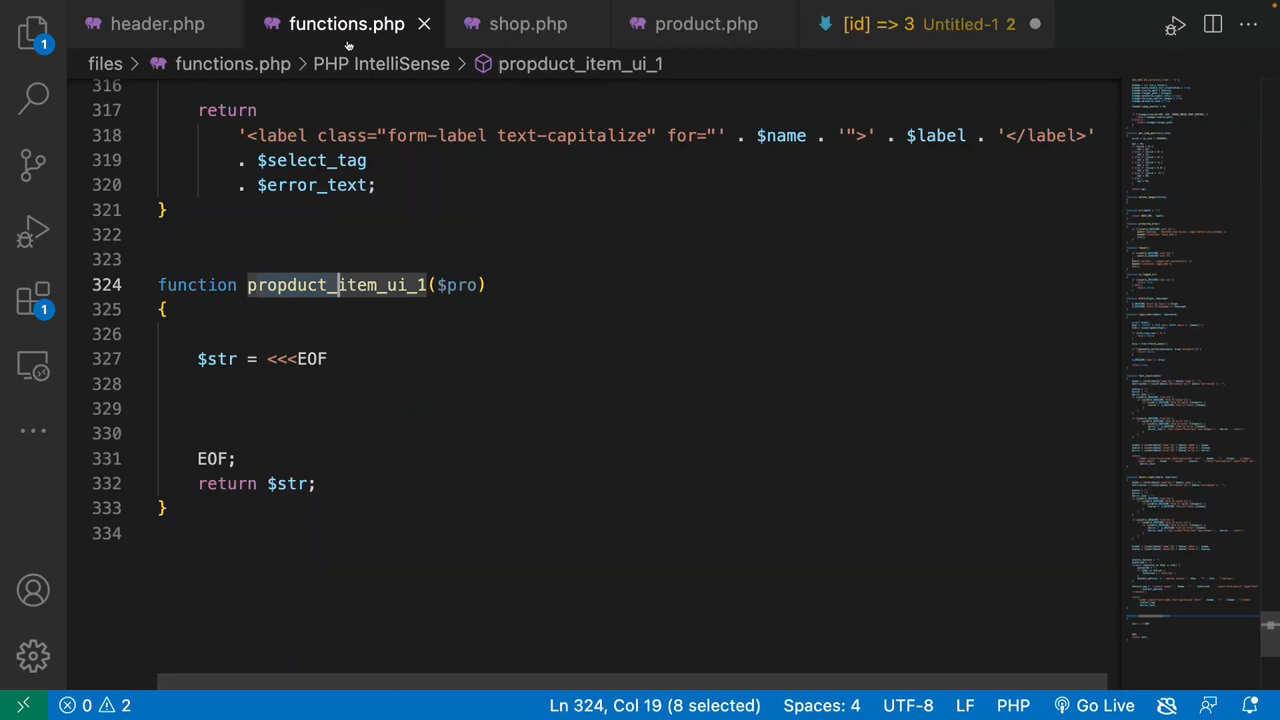 header.php functions.php shop.php product.php [id] => 3 Untitled-1 2
files > functions.php > PHP IntelliSense > propduct_item_ui_1
316
317 return
318 '<label class="form-label text-capitalize" for="' . $name . '">' . $label . '</label>'
319 . $select_tag
320 . $error_text;
321 }
322
323
324 function propduct_item_ui_1($pro)
325 {
326
327 $str = <<<EOF
328
329
330
331 EOF;
332 return $str;
333 }
334
1
1
0 2 Ln 324, Col 19 (8 selected) Spaces: 4 UTF-8 LF PHP Go Live